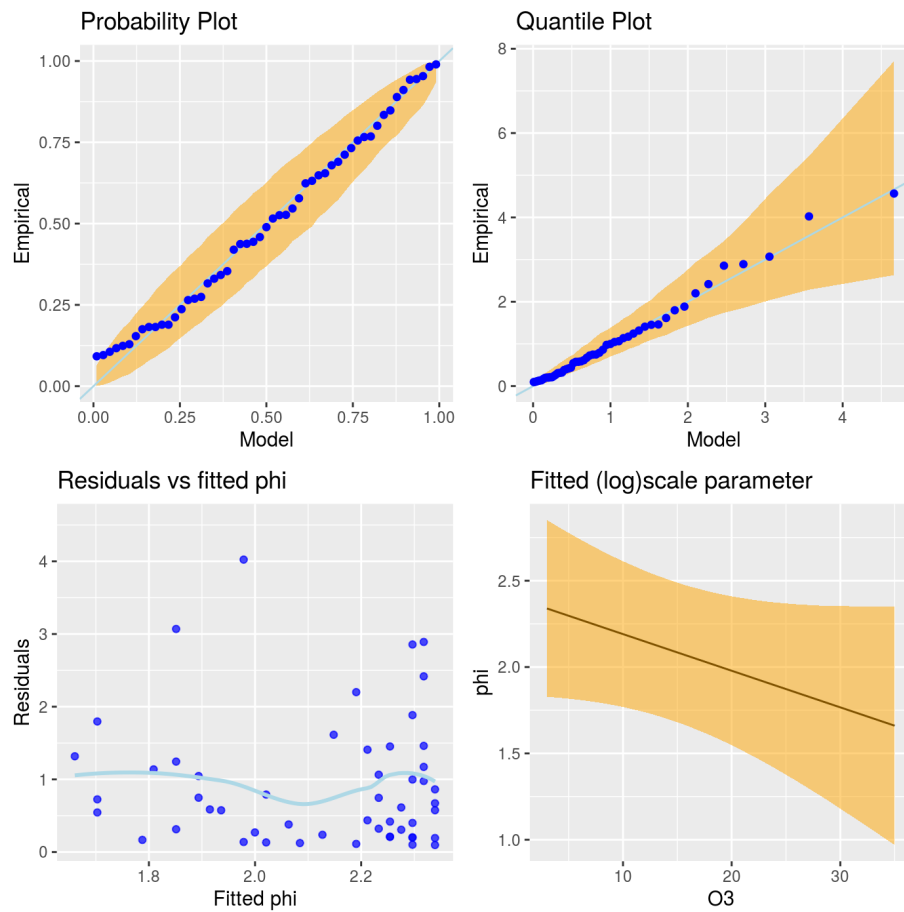 Probability Plot
1.00
0.75
0.50
0.25
0.00
Empirical
0.00 0.25 0.50 0.75 1.00
Model
Quantile Plot
8
6
4
2
0
Empirical
0 1 2 3 4
Model
Residuals vs fitted phi
4
3
2
1
0
Residuals
1.8 2.0 2.2
Fitted phi
Fitted (log)scale parameter
2.5
2.0
1.5
1.0
phi
10 20 30
O3